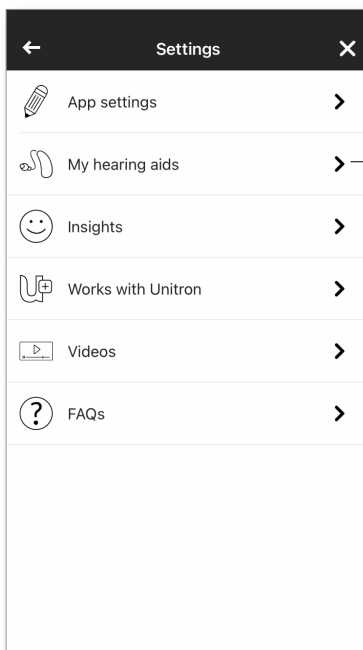 Settings
App settings
My hearing aids
Insights
Works with Unitron
Videos
FAQs